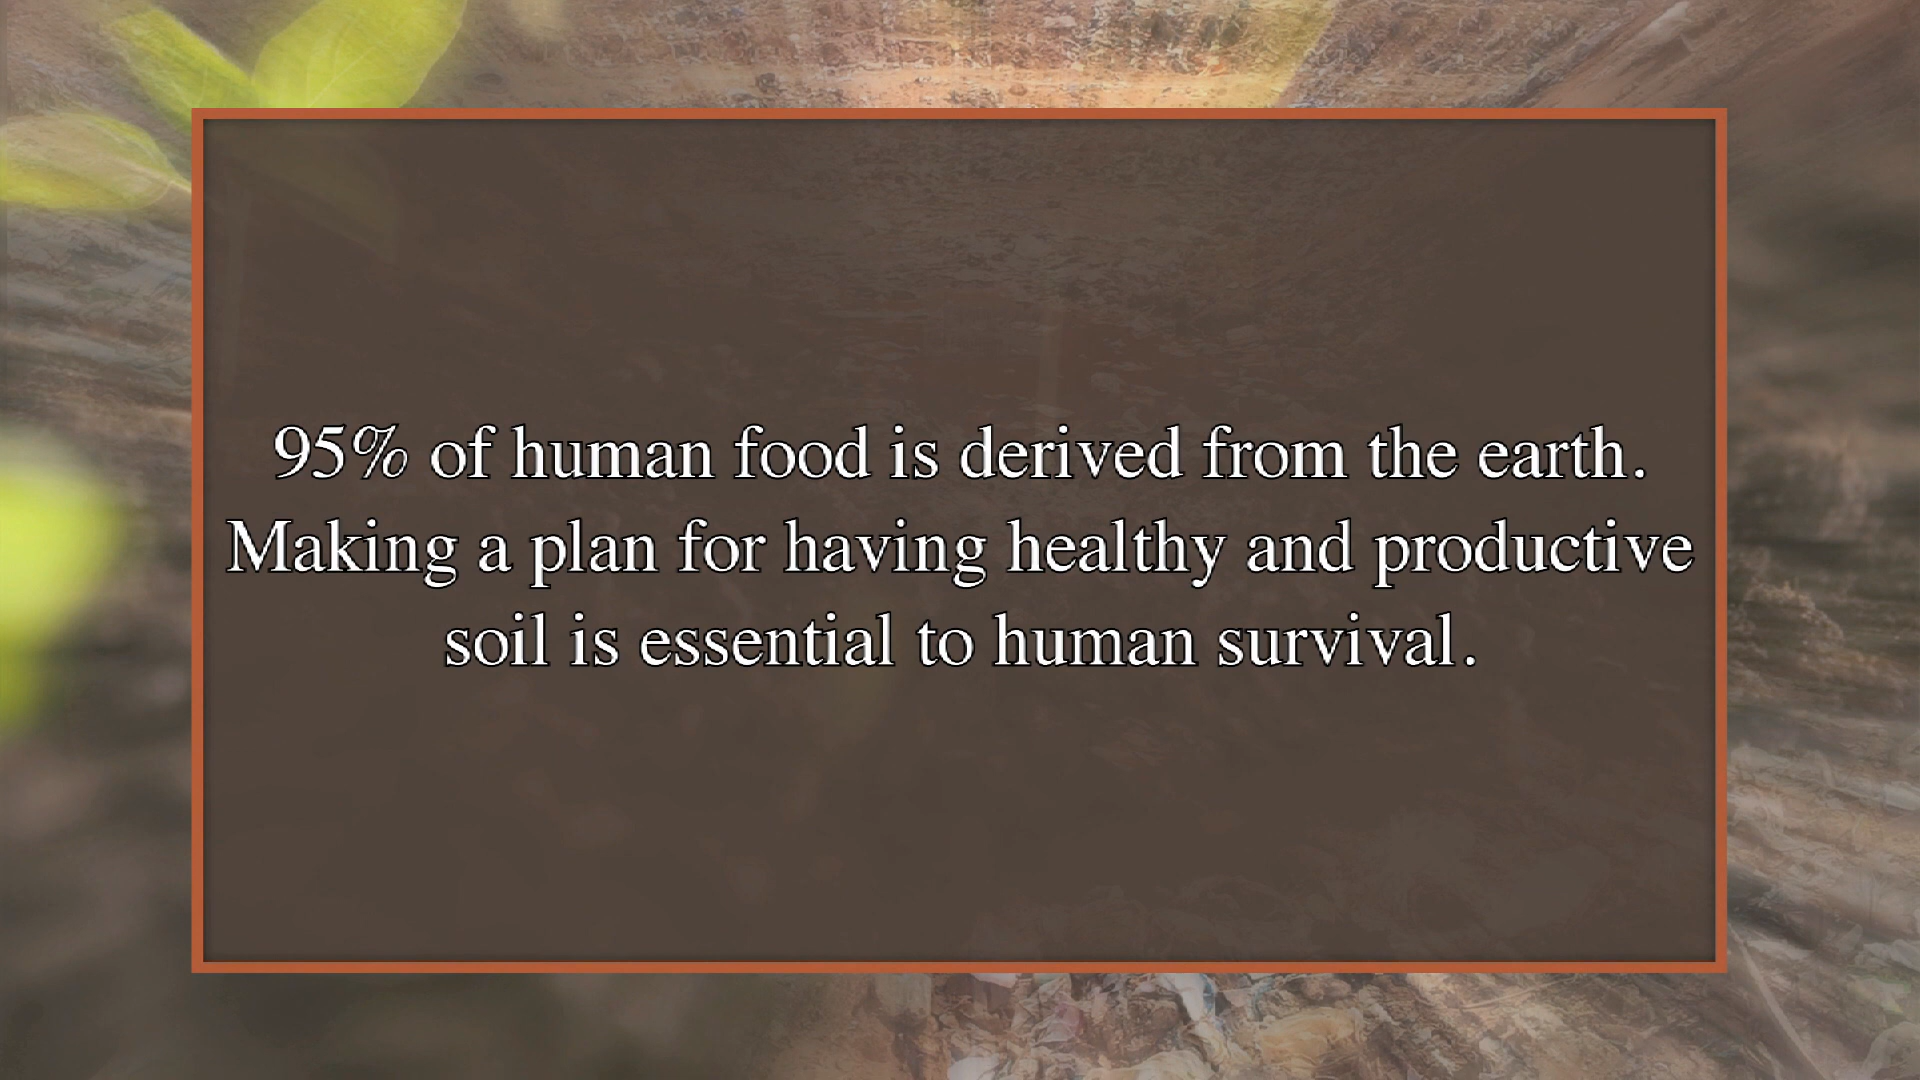 95% of human food is derived from the earth.
Making a plan for having healthy and productive
soil is essential to human survival.